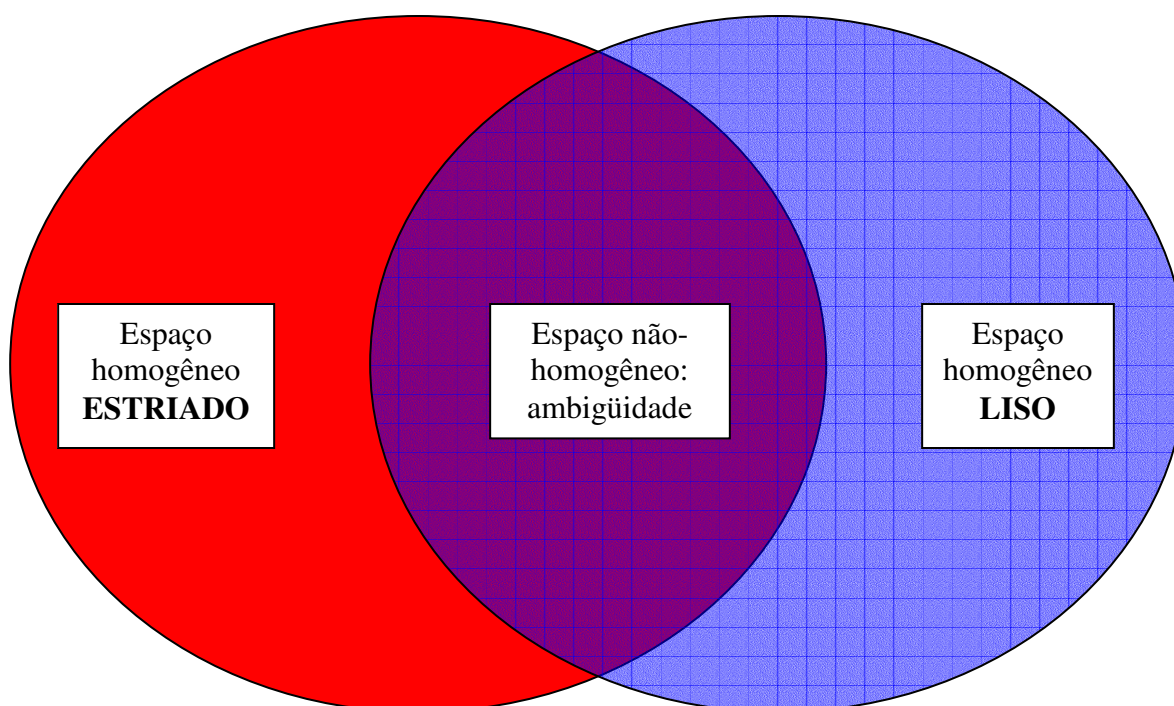 Espaço
homogêneo
ESTRIADO
Espaço não-
homogêneo:
ambigüidade
Espaço
homogêneo
LISO